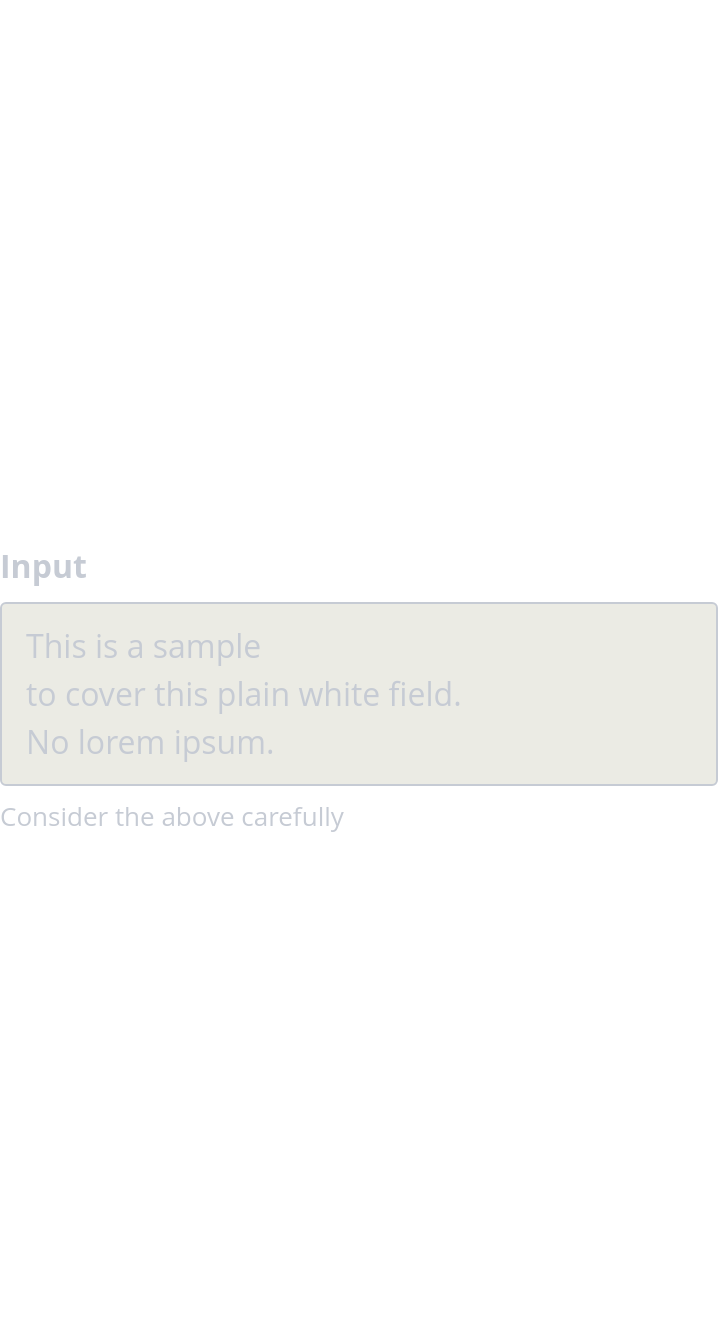 Input
This is a sample
to cover this plain white field.
No lorem ipsum.
Consider the above carefully